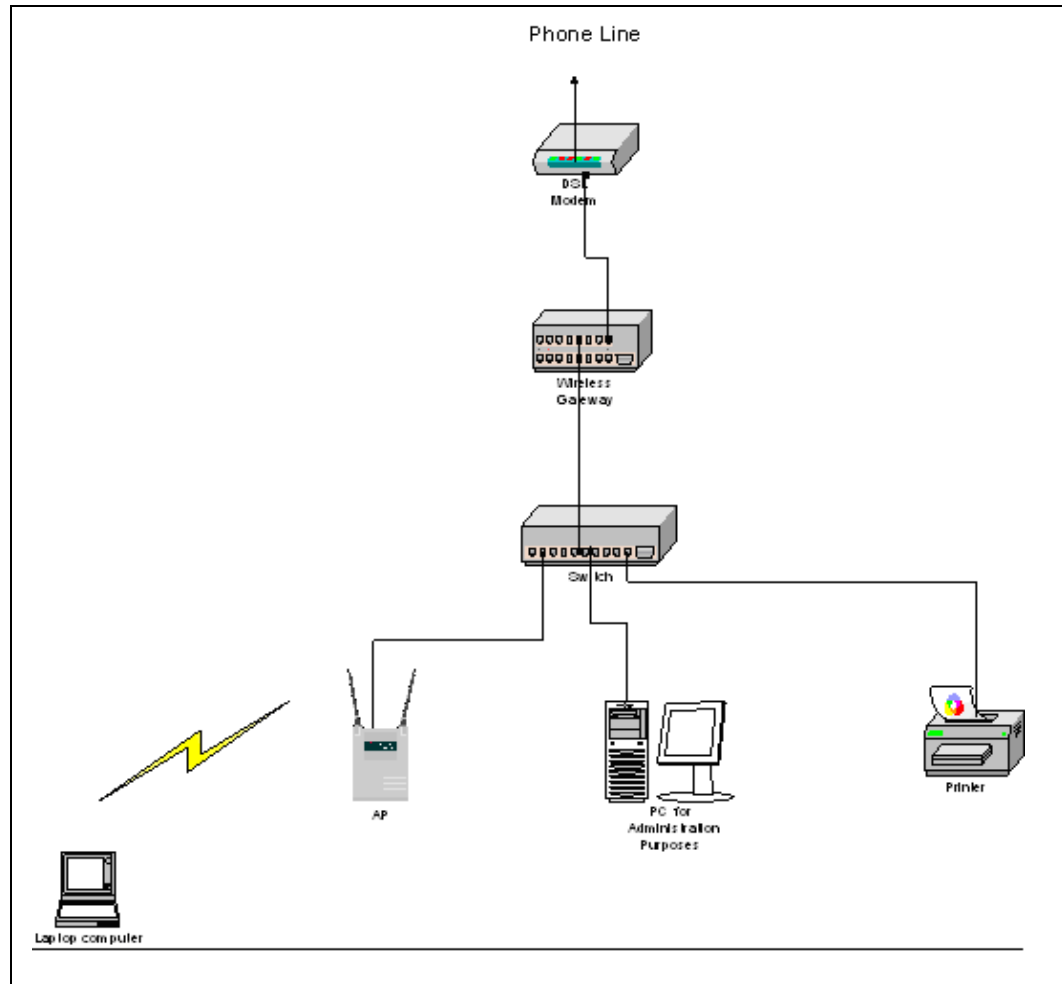 Phone Line
DSL
Modem
Wireless
Gateway
Switch
AP
PC for
Administration
Purposes
Printer
Laptop computer